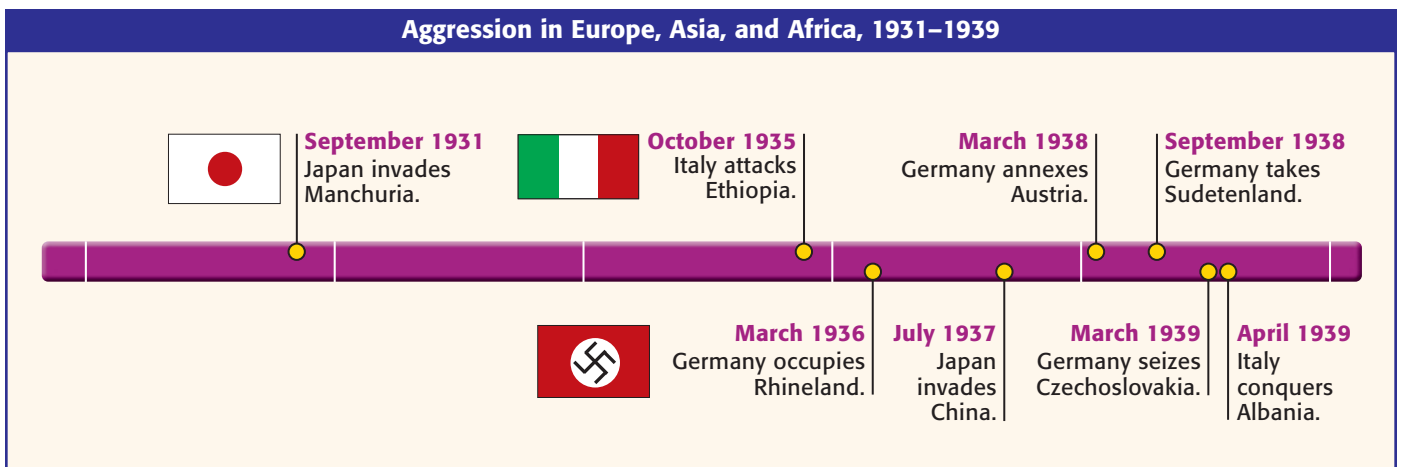 Aggression in Europe, Asia, and Africa, 1931–1939
September 1931
Japan invades
Manchuria.
October 1935
Italy attacks
Ethiopia.
March 1938
Germany annexes
Austria.
September 1938
Germany takes
Sudetenland.
March 1936
Germany occupies
Rhineland.
July 1937
Japan
invades
China.
March 1939
Germany seizes
Czechoslovakia.
April 1939
Italy
conquers
Albania.